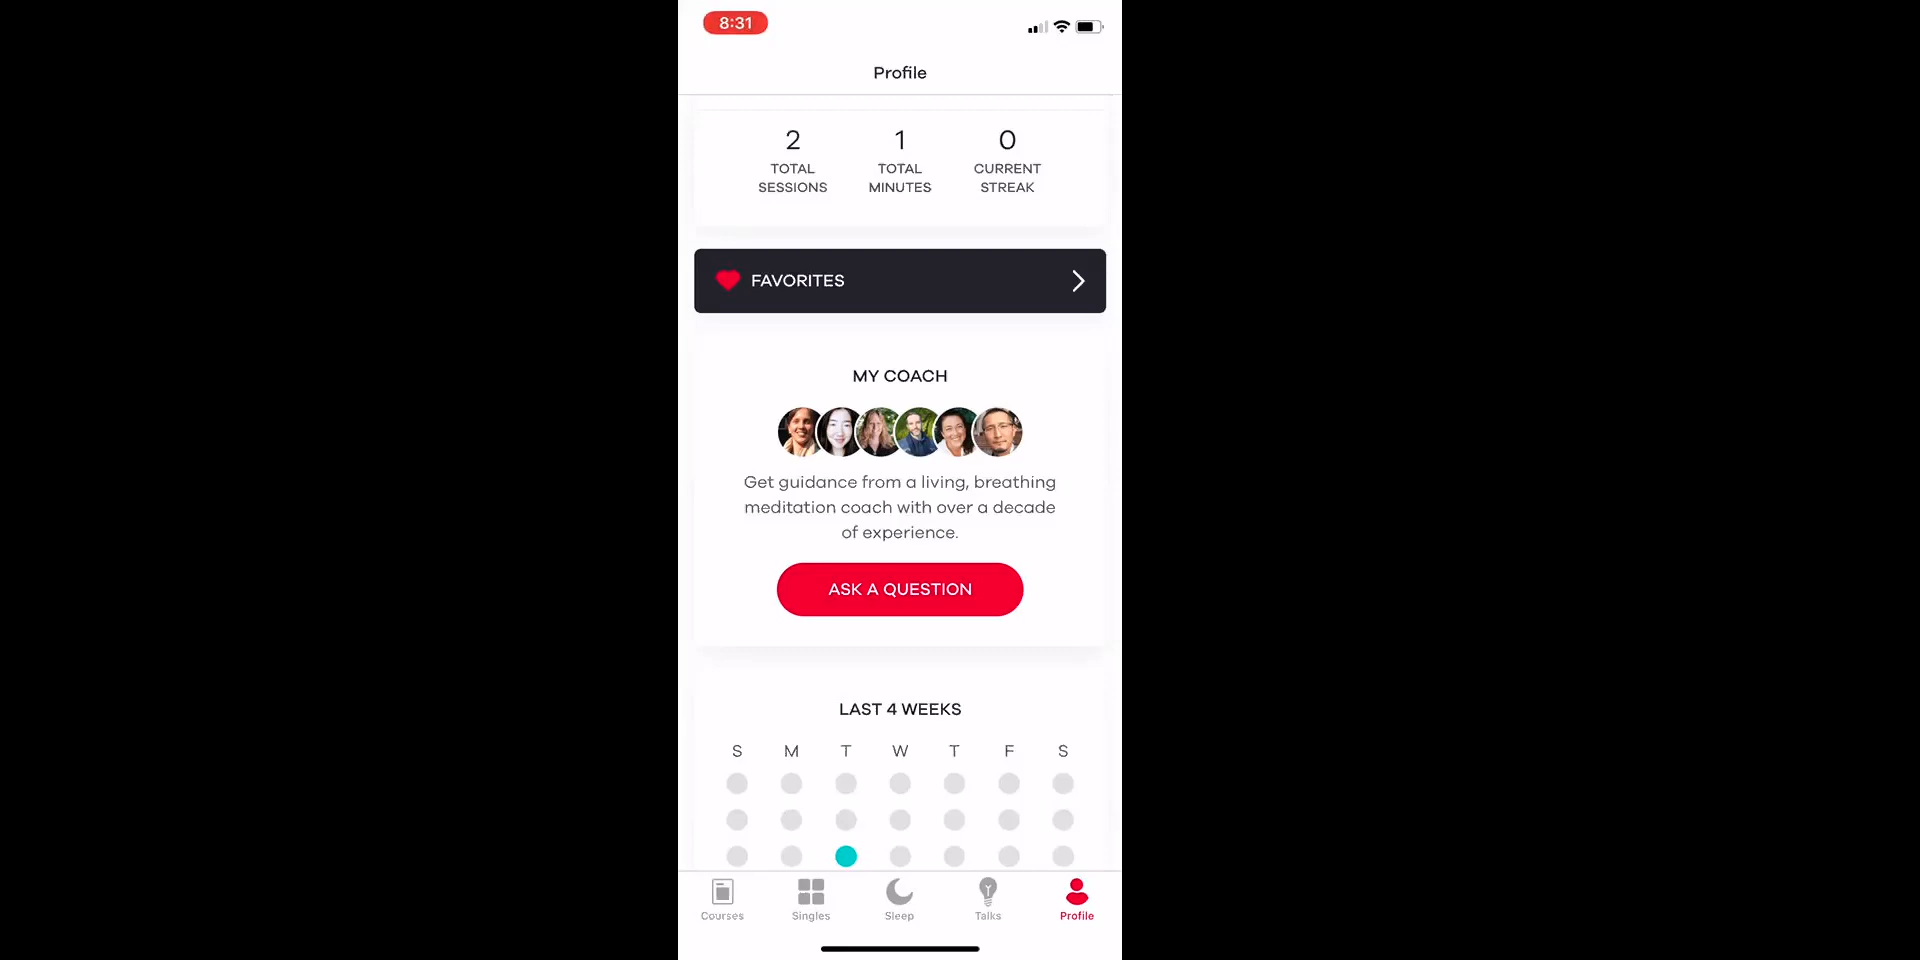 8:31
Profile
2 1 0
TOTAL TOTAL CURRENT
SESSIONS MINUTES STREAK
FAVORITES
MY COACH
Get guidance from a living, breathing
meditation coach with over a decade
of experience.
ASK A QUESTION
LAST 4 WEEKS
S M T W T F S
Courses Singles Sleep Talks Profile